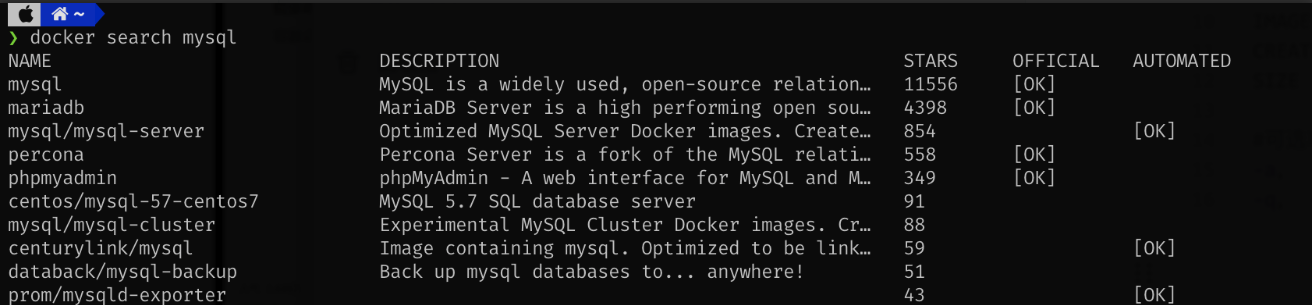 ~
❯ docker search mysql
NAME DESCRIPTION STARS OFFICIAL AUTOMATED
mysql MySQL is a widely used, open-source relation… 11556 [OK]
mariadb MariaDB Server is a high performing open sou… 4398 [OK]
mysql/mysql-server Optimized MySQL Server Docker images. Create… 854 [OK]
percona Percona Server is a fork of the MySQL relati… 558 [OK]
phpmyadmin phpMyAdmin - A web interface for MySQL and M… 349 [OK]
centos/mysql-57-centos7 MySQL 5.7 SQL database server 91
mysql/mysql-cluster Experimental MySQL Cluster Docker images. Cr… 88
centurylink/mysql Image containing mysql. Optimized to be link… 59 [OK]
databack/mysql-backup Back up mysql databases to... anywhere! 51
prom/mysqld-exporter 43 [OK]